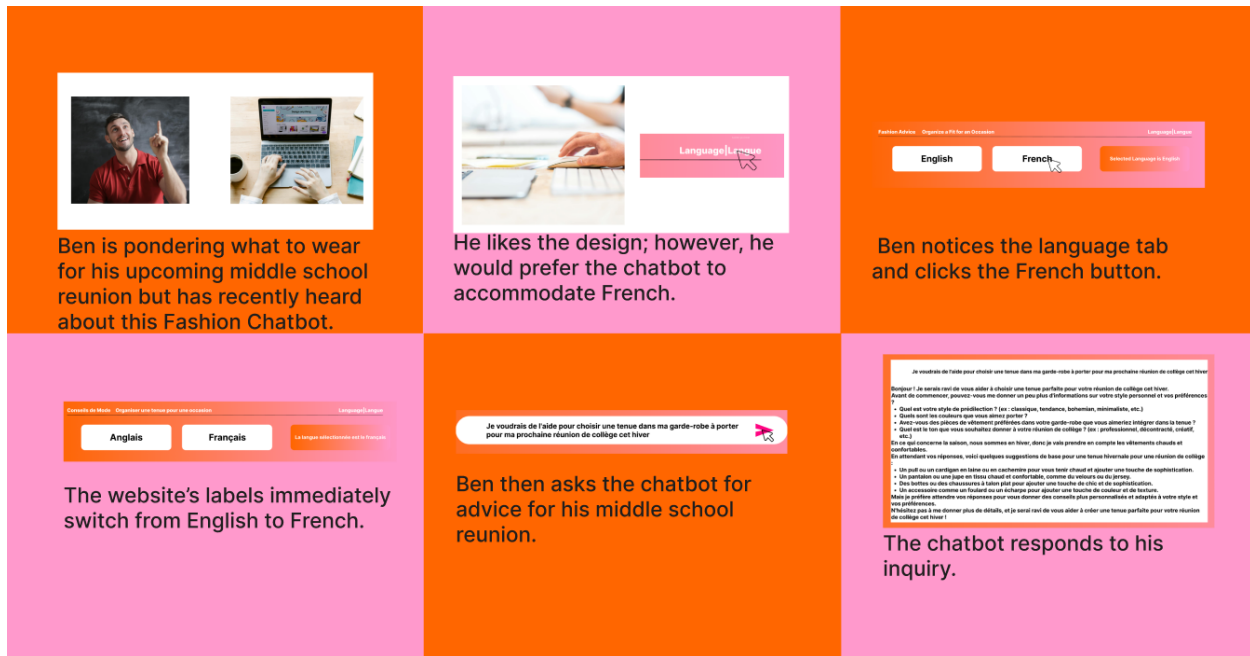 Ben is pondering what to wear
for his upcoming middle school
reunion but has recently heard
about this Fashion Chatbot.
Language|Langue
He likes the design; however, he
would prefer the chatbot to
accommodate French.
Fashion Advice Organize a Fit for an Occasion Language|Langue
English French Selected Language is English
Ben notices the language tab
and clicks the French button.
Conseils de Mode Organiser une tenue pour une occasion Language|Langue
Anglais Français La langue sélectionnée est le français
The website’s labels immediately
switch from English to French.
Je voudrais de l'aide pour choisir une tenue dans ma garde-robe à porter
pour ma prochaine réunion de collège cet hiver
Ben then asks the chatbot for
advice for his middle school
reunion.
Je voudrais de l'aide pour choisir une tenue dans ma garde-robe à porter pour ma prochaine réunion de collège cet hiver
Bonjour ! Je serais ravi de vous aider à choisir une tenue parfaite pour votre réunion de collège cet hiver.
Avant de commencer, pouvez-vous me donner un peu plus d'informations sur votre style personnel et vos préférences
?
• Quel est votre style de prédilection ? (ex : classique, tendance, bohemian, minimaliste, etc.)
• Quels sont les couleurs que vous aimez porter ?
• Avez-vous des pièces de vêtement préférées dans votre garde-robe que vous aimeriez intégrer dans la tenue ?
• Quel est le ton que vous souhaitez donner à votre réunion de collège ? (ex : professionnel, décontracté, créatif,
etc.)
En ce qui concerne la saison, nous sommes en hiver, donc je vais prendre en compte les vêtements chauds et
confortables.
En attendant vos réponses, voici quelques suggestions de base pour une tenue hivernale pour une réunion de collège
:
• Un pull ou un cardigan en laine ou en cachemire pour vous tenir chaud et ajouter une touche de sophistication.
• Un pantalon ou une jupe en tissu chaud et confortable, comme du velours ou du jersey.
• Des bottes ou des chaussures à talon plat pour ajouter une touche de chic et de sophistication.
• Un accessoire comme un foulard ou un écharpe pour ajouter une touche de couleur et de texture.
Mais je préfère attendre vos réponses pour vous donner des conseils plus personnalisés et adaptés à votre style et
vos préférences.
N'hésitez pas à me donner plus de détails, et je serai ravi de vous aider à créer une tenue parfaite pour votre réunion
de collège cet hiver !
The chatbot responds to his
inquiry.